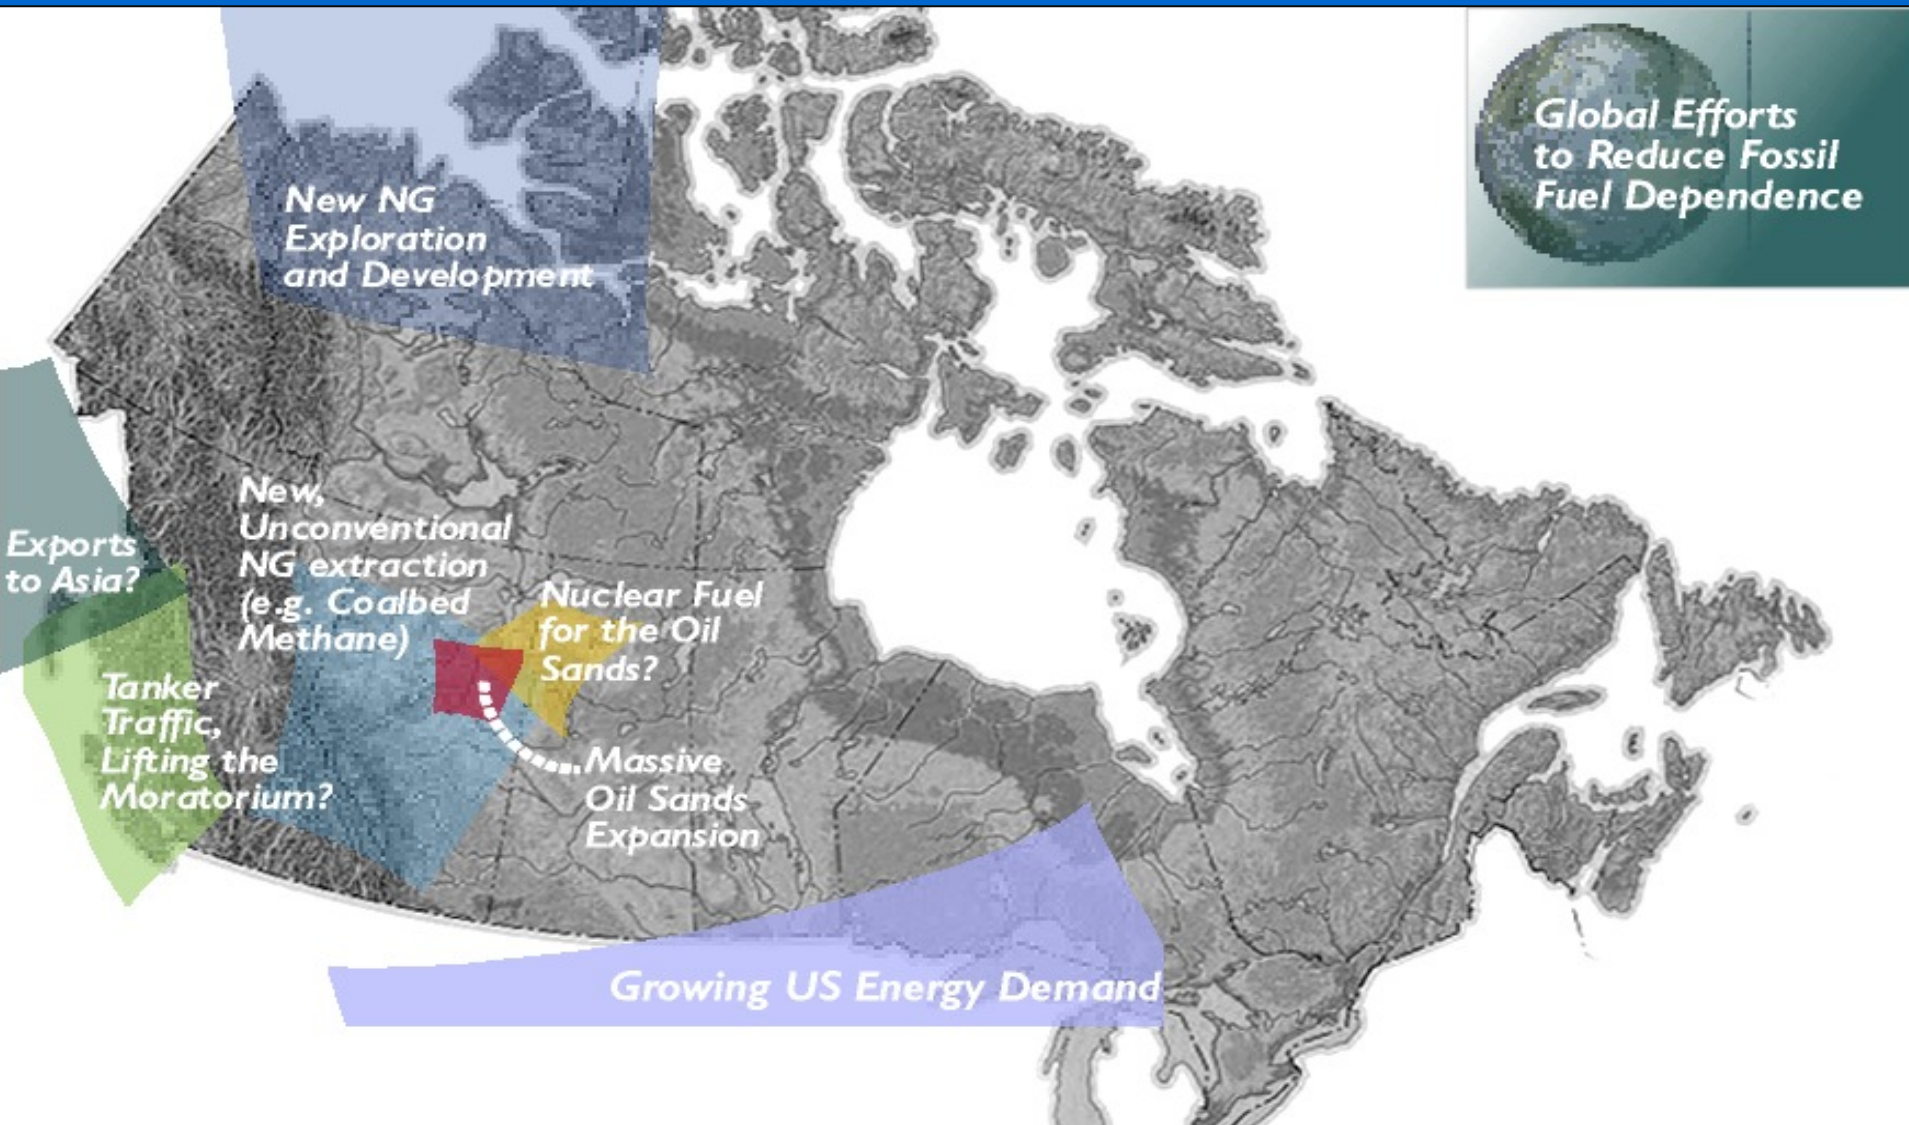 Global Efforts
to Reduce Fossil
Fuel Dependence
New NG
Exploration
and Development
New,
Unconventional
NG extraction
(e.g. Coalbed
Methane)
Exports
to Asia?
Nuclear Fuel
for the Oil
Sands?
Tanker
Traffic,
Lifting the
Moratorium?
Massive
Oil Sands
Expansion
Growing US Energy Demand